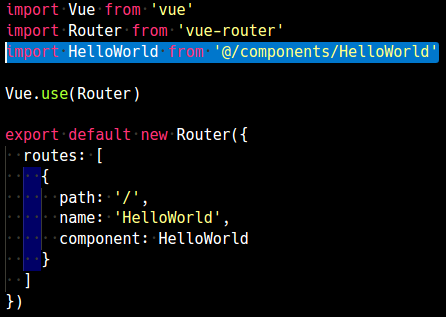 import Vue from 'vue'
import Router from 'vue-router'
import HelloWorld from '@/components/HelloWorld'

Vue.use(Router)

export default new Router({
  routes: [
    {
      path: '/',
      name: 'HelloWorld',
      component: HelloWorld
    }
  ]
})